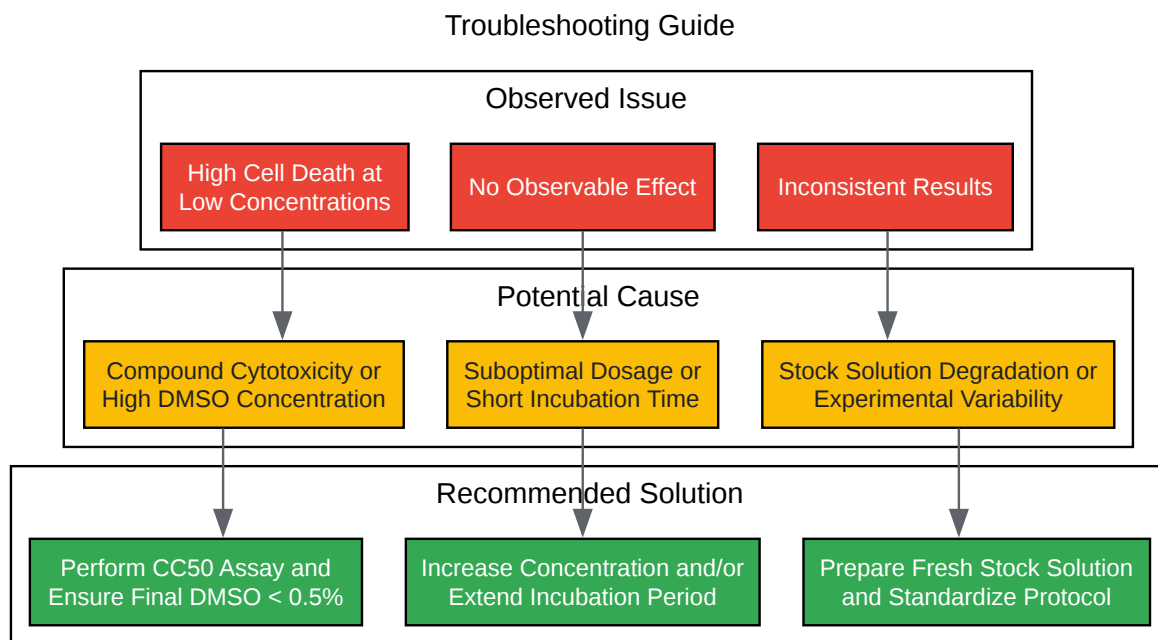 Troubleshooting Guide
Observed Issue
High Cell Death at
Low Concentrations
No Observable Effect
Inconsistent Results
Potential Cause
Compound Cytotoxicity or
High DMSO Concentration
Suboptimal Dosage or
Short Incubation Time
Stock Solution Degradation or
Experimental Variability
Recommended Solution
Perform CC50 Assay and
Ensure Final DMSO < 0.5%
Increase Concentration and/or
Extend Incubation Period
Prepare Fresh Stock Solution
and Standardize Protocol